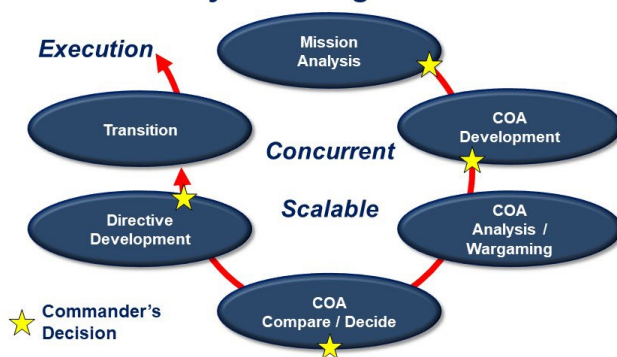 Execution
Mission
Analysis
Transition
COA
Development
Concurrent
Scalable
Directive
Development
COA
Analysis /
Wargaming
COA
Compare / Decide
Commander's
Decision